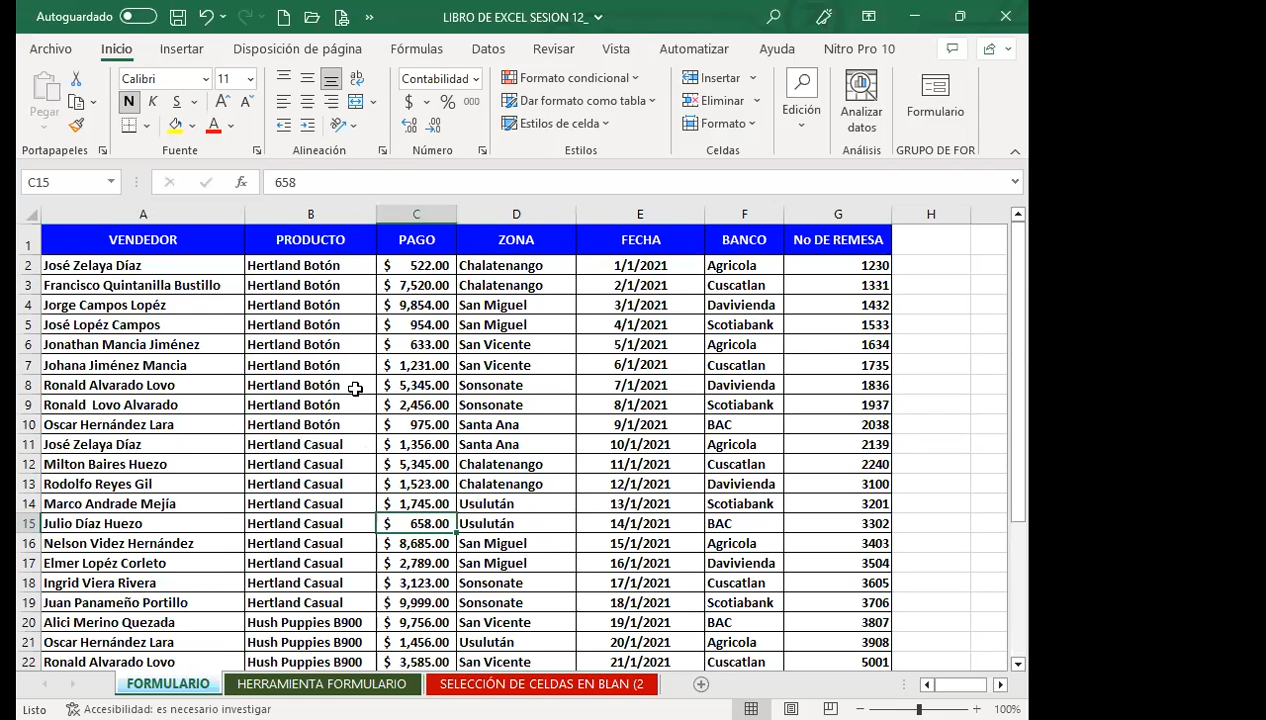 Autoguardado LIBRO DE EXCEL SESION 12_
Archivo Inicio Insertar Disposición de página Fórmulas Datos Revisar Vista Automatizar Ayuda Nitro Pro 10
Pegar Calibri 11 Contabilidad Formato condicional Insertar
N K S A A $ % 000 Dar formato como tabla Eliminar Edición Analizar datos Formulario
A Estilos de celda Formato
Portapapeles Fuente Alineación Número Estilos Celdas Análisis GRUPO DE FOR
C15 fx 658
A B C D E F G H
1 VENDEDOR PRODUCTO PAGO ZONA FECHA BANCO No DE REMESA
2 José Zelaya Díaz Hertland Botón $ 522.00 Chalatenango 1/1/2021 Agricola 1230
3 Francisco Quintanilla Bustillo Hertland Botón $ 7,520.00 Chalatenango 2/1/2021 Cuscatlan 1331
4 Jorge Campos Lopéz Hertland Botón $ 9,854.00 San Miguel 3/1/2021 Davivienda 1432
5 José Lopéz Campos Hertland Botón $ 954.00 San Miguel 4/1/2021 Scotiabank 1533
6 Jonathan Mancia Jiménez Hertland Botón $ 633.00 San Vicente 5/1/2021 Agricola 1634
7 Johana Jiménez Mancia Hertland Botón $ 1,231.00 San Vicente 6/1/2021 Cuscatlan 1735
8 Ronald Alvarado Lovo Hertland Botón $ 5,345.00 Sonsonate 7/1/2021 Davivienda 1836
9 Ronald Lovo Alvarado Hertland Botón $ 2,456.00 Sonsonate 8/1/2021 Scotiabank 1937
10 Oscar Hernández Lara Hertland Botón $ 975.00 Santa Ana 9/1/2021 BAC 2038
11 José Zelaya Díaz Hertland Casual $ 1,356.00 Santa Ana 10/1/2021 Agricola 2139
12 Milton Baires Huezo Hertland Casual $ 5,345.00 Chalatenango 11/1/2021 Cuscatlan 2240
13 Rodolfo Reyes Gil Hertland Casual $ 1,523.00 Chalatenango 12/1/2021 Davivienda 3100
14 Marco Andrade Mejía Hertland Casual $ 1,745.00 Usulután 13/1/2021 Scotiabank 3201
15 Julio Díaz Huezo Hertland Casual $ 658.00 Usulután 14/1/2021 BAC 3302
16 Nelson Videz Hernández Hertland Casual $ 8,685.00 San Miguel 15/1/2021 Agricola 3403
17 Elmer Lopéz Corleto Hertland Casual $ 2,789.00 San Miguel 16/1/2021 Davivienda 3504
18 Ingrid Viera Rivera Hertland Casual $ 3,123.00 Sonsonate 17/1/2021 Cuscatlan 3605
19 Juan Panameño Portillo Hertland Casual $ 9,999.00 Sonsonate 18/1/2021 Scotiabank 3706
20 Alici Merino Quezada Hush Puppies B900 $ 9,756.00 San Vicente 19/1/2021 BAC 3807
21 Oscar Hernández Lara Hush Puppies B900 $ 1,456.00 Usulután 20/1/2021 Agricola 3908
22 Ronald Alvarado Lovo Hush Puppies B900 $ 3,585.00 San Vicente 21/1/2021 Cuscatlan 5001
FORMULARIO HERRAMIENTA FORMULARIO SELECCIÓN DE CELDAS EN BLAN (2
Listo Accesibilidad: es necesario investigar 100%